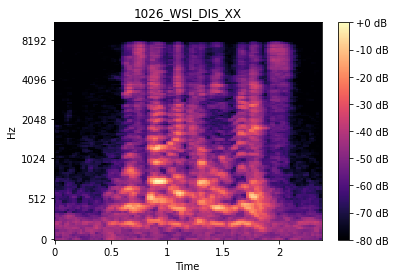 1026_WSI_DIS_XX
8192
4096
2048
1024
512
0
Hz
0
0.5
1
1.5
2
Time
+0 dB
-10 dB
-20 dB
-30 dB
-40 dB
-50 dB
-60 dB
-70 dB
-80 dB